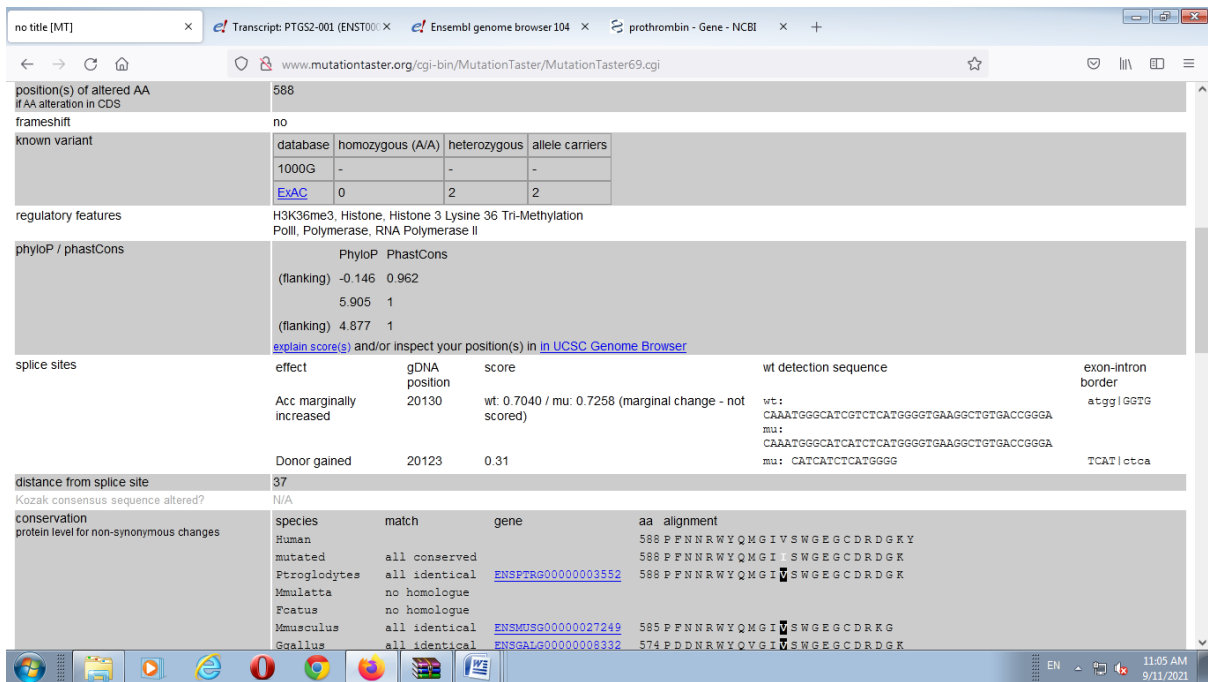 no title [MT]
Transcript: PTGS2-001 (ENST00(
Ensembl genome browser 104
prothrombin - Gene - NCBI
www.mutationtaster.org/cgi-bin/MutationTaster/MutationTaster69.cgi
position(s) of altered AA 588
if AA alteration in CDS
frameshift no
known variant
database homozygous (A/A) heterozygous allele carriers
1000G - - -
ExAC 0 2 2
regulatory features H3K36me3, Histone, Histone 3 Lysine 36 Tri-Methylation
PolII, Polymerase, RNA Polymerase II
phyloP / phastCons
PhyloP PhastCons
(flanking) -0.146 0.962
5.905 1
(flanking) 4.877 1
explain score(s) and/or inspect your position(s) in in UCSC Genome Browser
splice sites effect gDNA position score wt detection sequence exon-intron border
Acc marginally increased 20130 wt: 0.7040 / mu: 0.7258 (marginal change - not scored) wt: atgg|GGTG
CAAATGGGCATCGTCTCATGGGGTGAAGGCTGTGACCGGGA
mu:
CAAATGGGCATCATCTCATGGGGTGAAGGCTGTGACCGGGA
Donor gained 20123 0.31 mu: CATCATCTCATGGGG TCAT|ctca
distance from splice site 37
Kozak consensus sequence altered? N/A
conservation
protein level for non-synonymous changes
species match gene aa alignment
Human 588 P F N N R W Y Q M G I V S W G E G C D R D G K Y
mutated all conserved 588 P F N N R W Y Q M G I I S W G E G C D R D G K
Ptroglodytes all identical ENSPTRG00000003552 588 P F N N R W Y Q M G I V S W G E G C D R D G K
Mmulatta no homologue
Fcatus no homologue
Mmusculus all identical ENSMUSG00000027249 585 P F N N R W Y Q M G I V S W G E G C D R K G
Ggallus all identical ENSGALG00000008332 574 P D D N R W Y Q V G I V S W G E G C D R D G K
EN
11:05 AM
9/11/2021